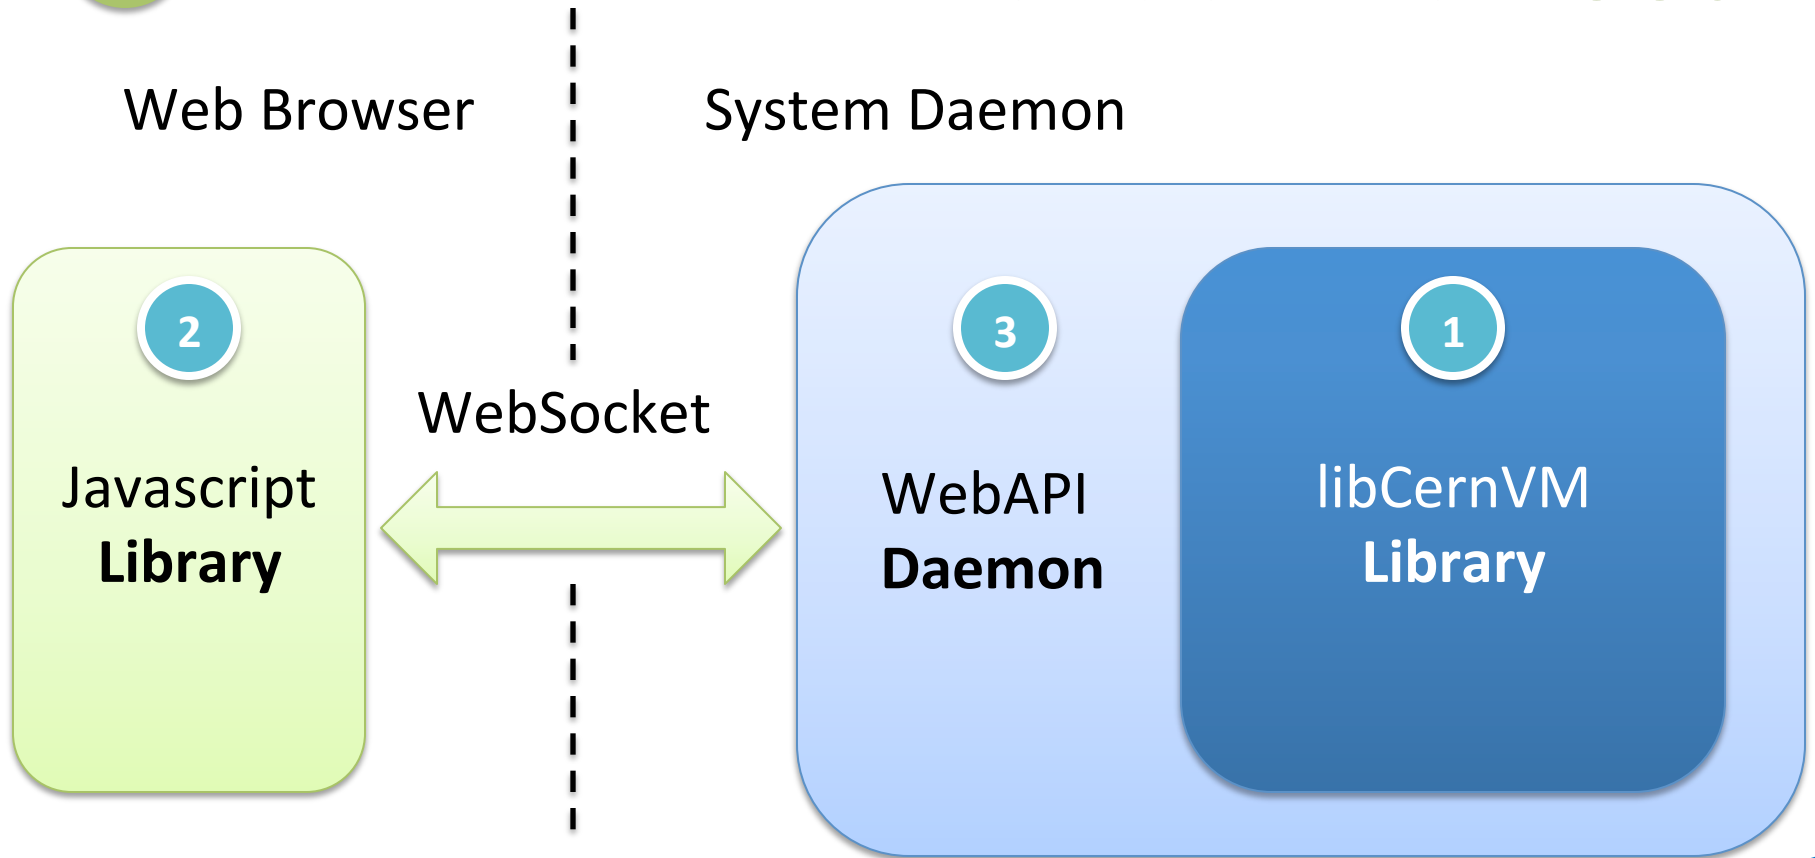 Web Browser
System Daemon
2
3
1
WebSocket
Javascript
Library
WebAPI
Daemon
libCernVM
Library